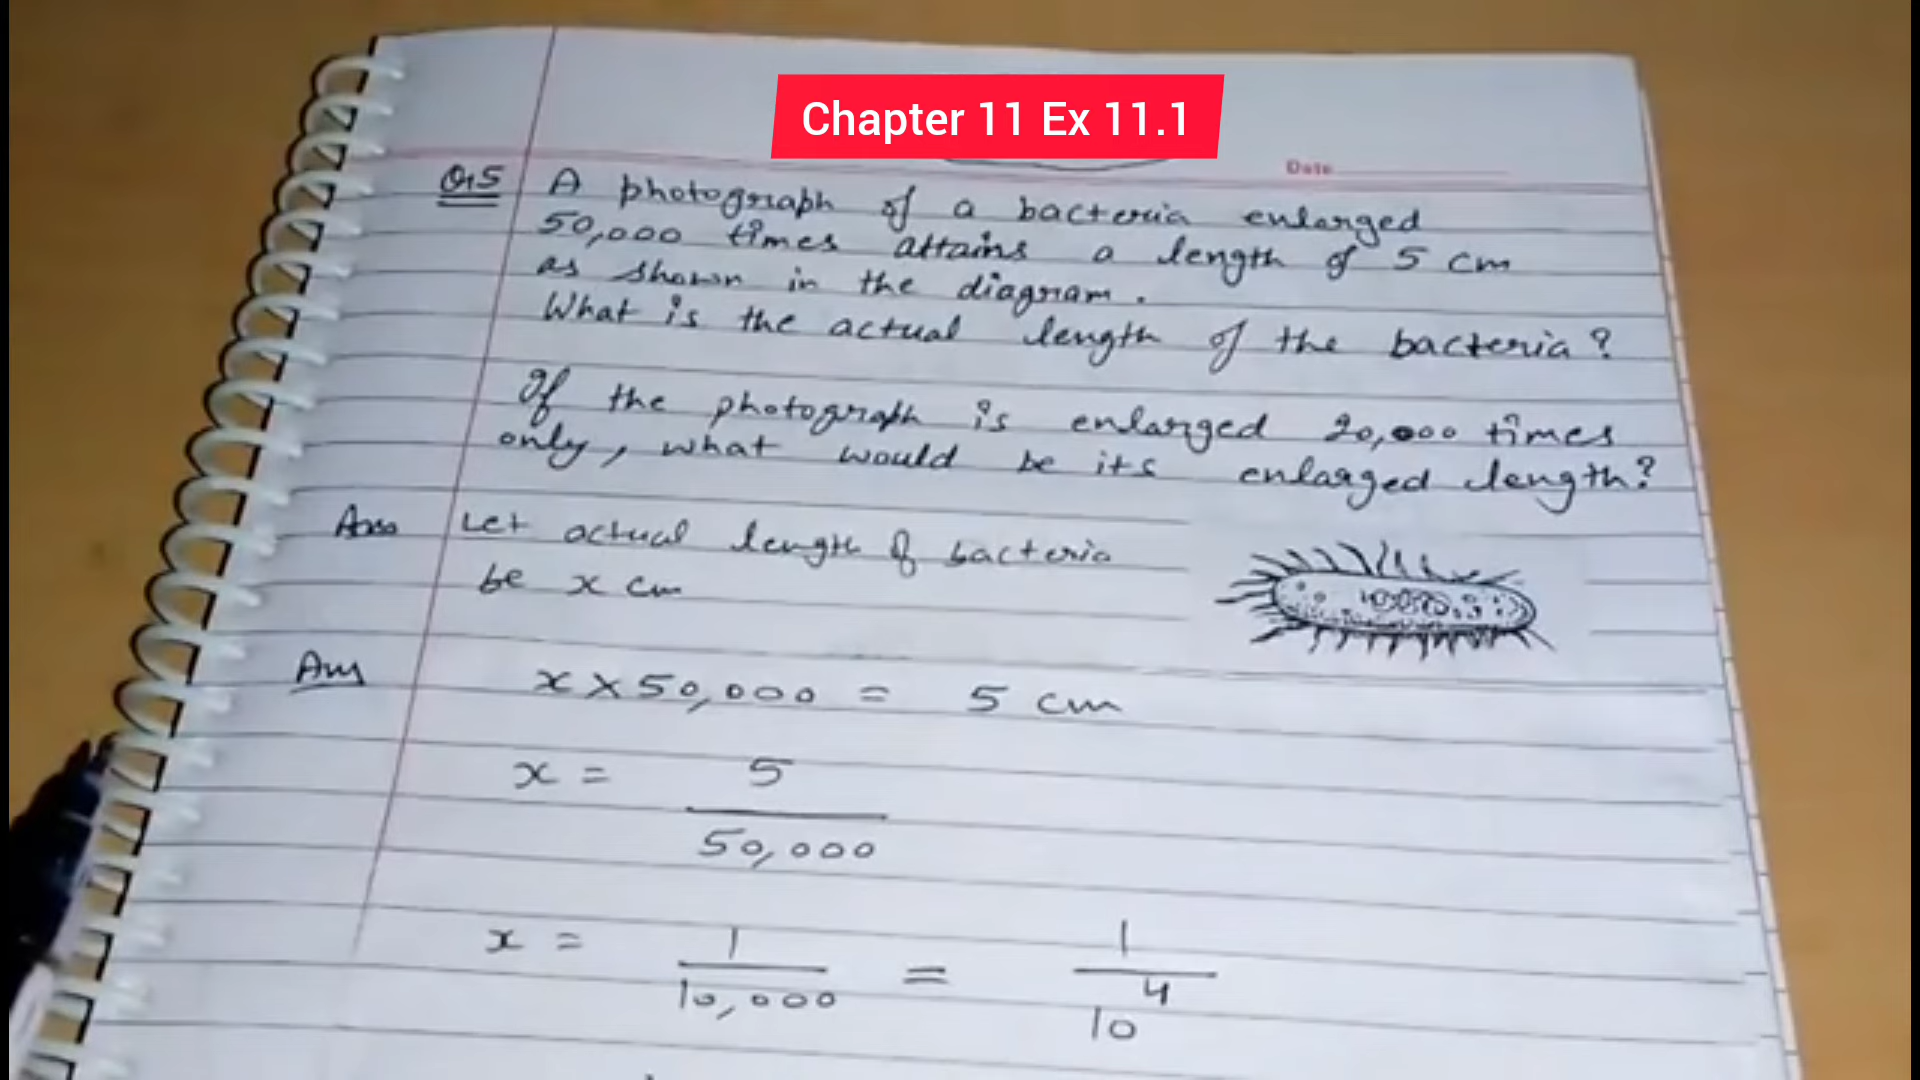 Chapter 11 Ex 11.1
Date
Q.5 A photograph of a bacteria enlarged
50,000 times attains a length of 5 cm
as shown in the diagram.
What is the actual length of the bacteria?
If the photograph is enlarged 20,000 times
only, what would be its enlarged length?
Ans Let actual length of bacteria
be x cm
Ans x × 50,000 = 5 cm
x = 5
50,000
x = 1 = 1
10,000 10⁴